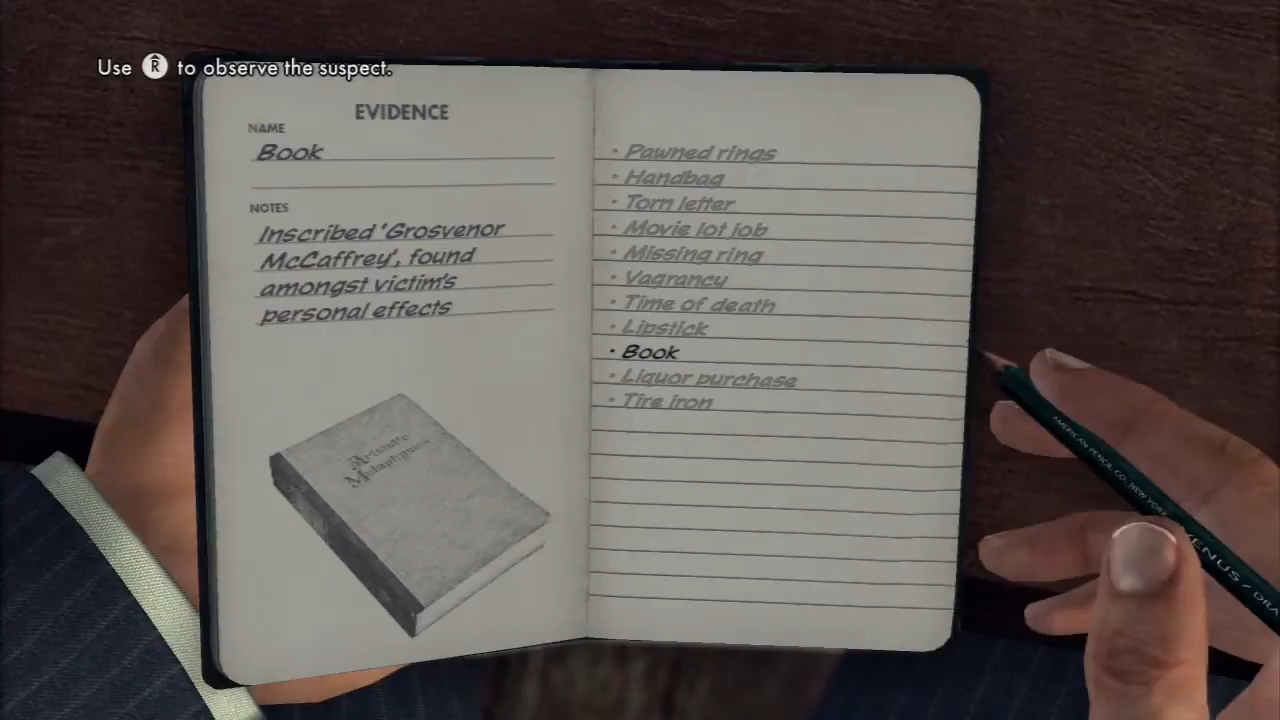 Use R to observe the suspect.
EVIDENCE
NAME
Book
NOTES
Inscribed 'Grosvenor
McCaffrey', found
amongst victim's
personal effects
Aristotle
Metaphysics
• Pawned rings
• Handbag
• Torn letter
• Movie lot job
• Missing ring
• Vagrancy
• Time of death
• Lipstick
• Book
• Liquor purchase
• Tire iron
AMERICAN PENCIL CO. NEW YORK
VENUS / DRA